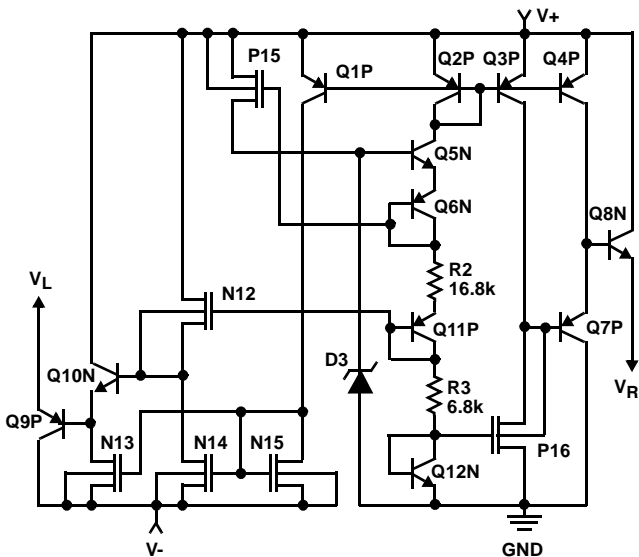 V+
P15
Q1P
Q2P
Q3P
Q4P
Q5N
Q6N
Q8N
VL
R2
16.8k
N12
Q11P
Q7P
D3
Q10N
R3
6.8k
VR
Q9P
N13
N14
N15
P16
Q12N
V-
GND